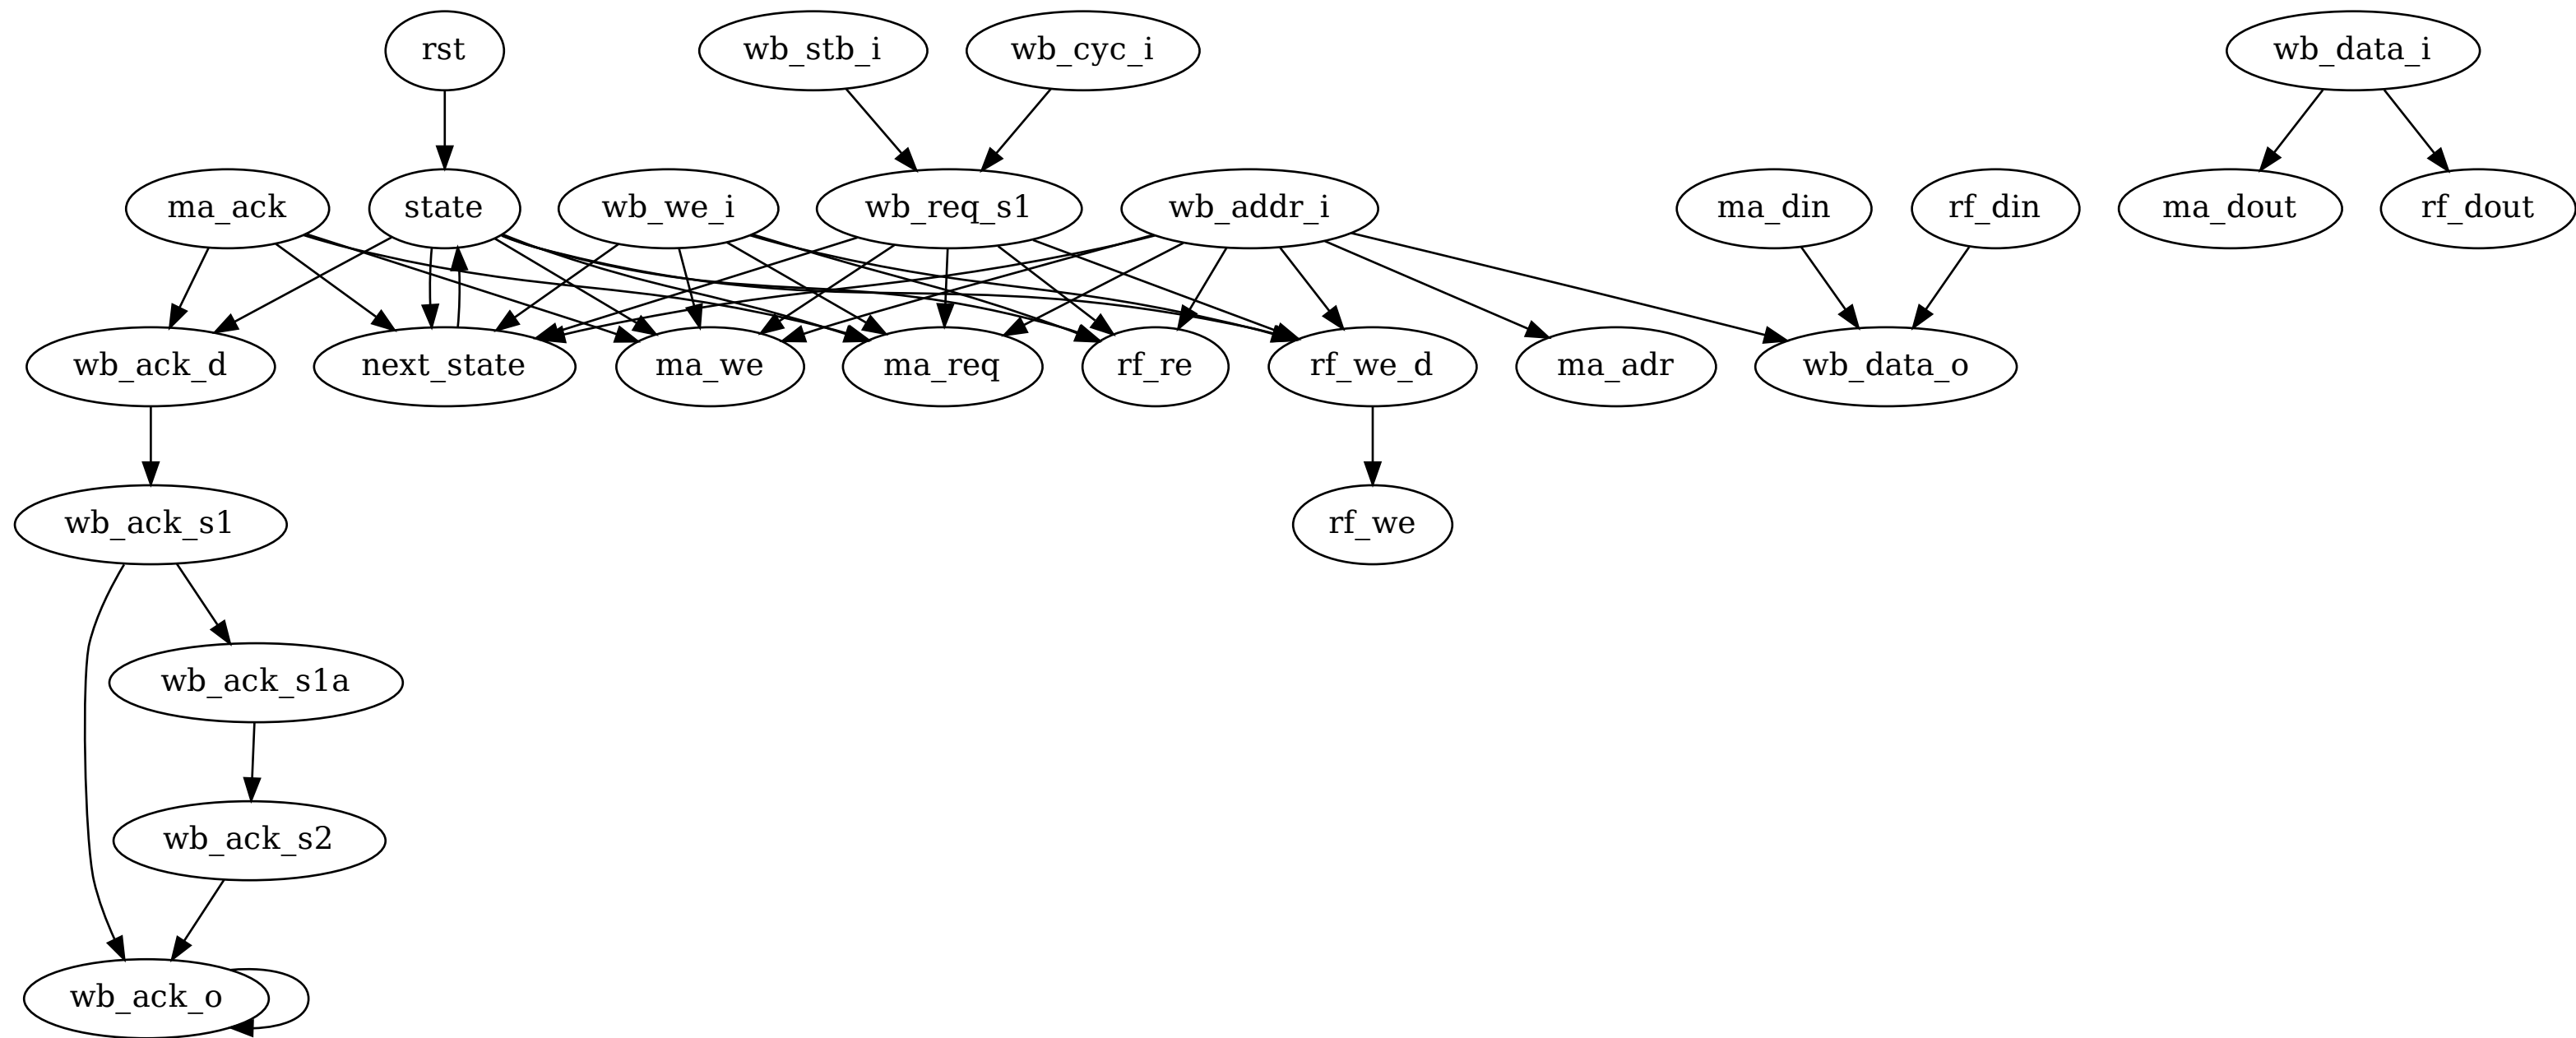 rst
wb_stb_i
wb_cyc_i
wb_data_i
ma_ack
state
wb_we_i
wb_req_s1
wb_addr_i
ma_din
rf_din
ma_dout
rf_dout
wb_ack_d
next_state
ma_we
ma_req
rf_re
rf_we_d
ma_adr
wb_data_o
wb_ack_s1
rf_we
wb_ack_s1a
wb_ack_s2
wb_ack_o